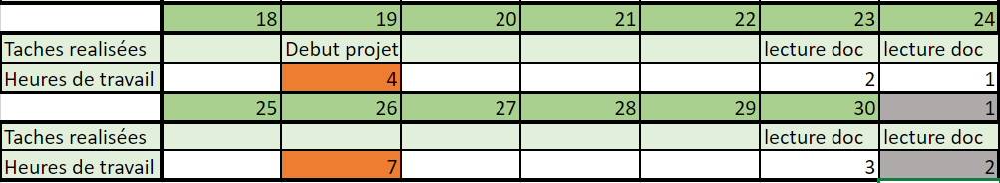 18 19 20 21 22 23 24
Taches realisées Debut projet lecture doc lecture doc
Heures de travail 4 2 1
25 26 27 28 29 30 1
Taches realisées lecture doc lecture doc
Heures de travail 7 3 2